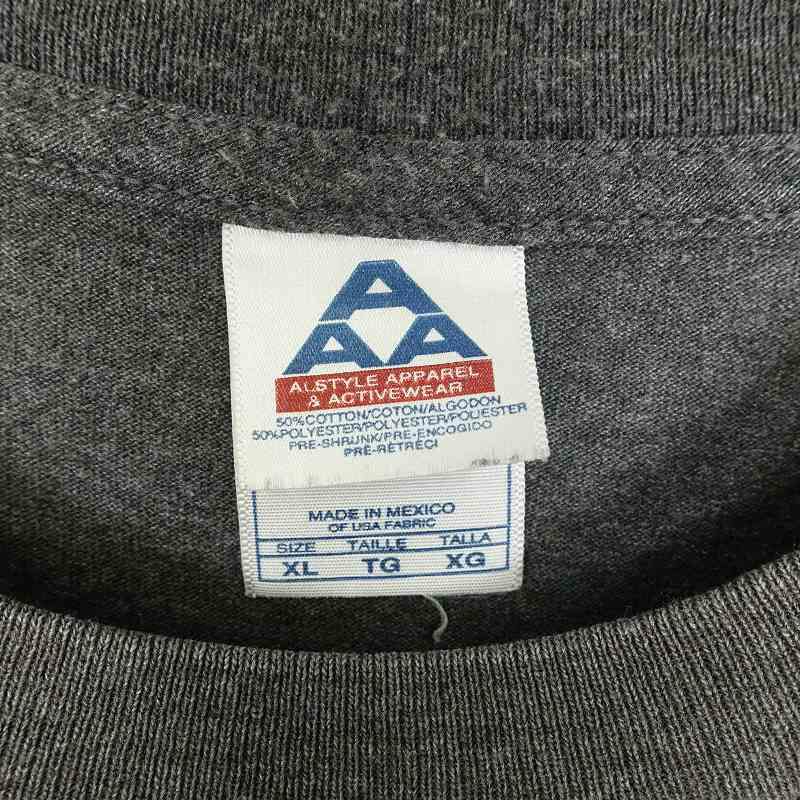 A
A A
ALSTYLE APPAREL
& ACTIVEWEAR
50%COTTON/COTON/ALGODON
50%POLYESTER/POLYESTER/POLIESTER
PRE-SHRUNK/PRE-ENCOGIDO
PRÉ-RÉTRÉCI
MADE IN MEXICO
OF USA FABRIC
SIZE TAILLE TALLA
XL TG XG